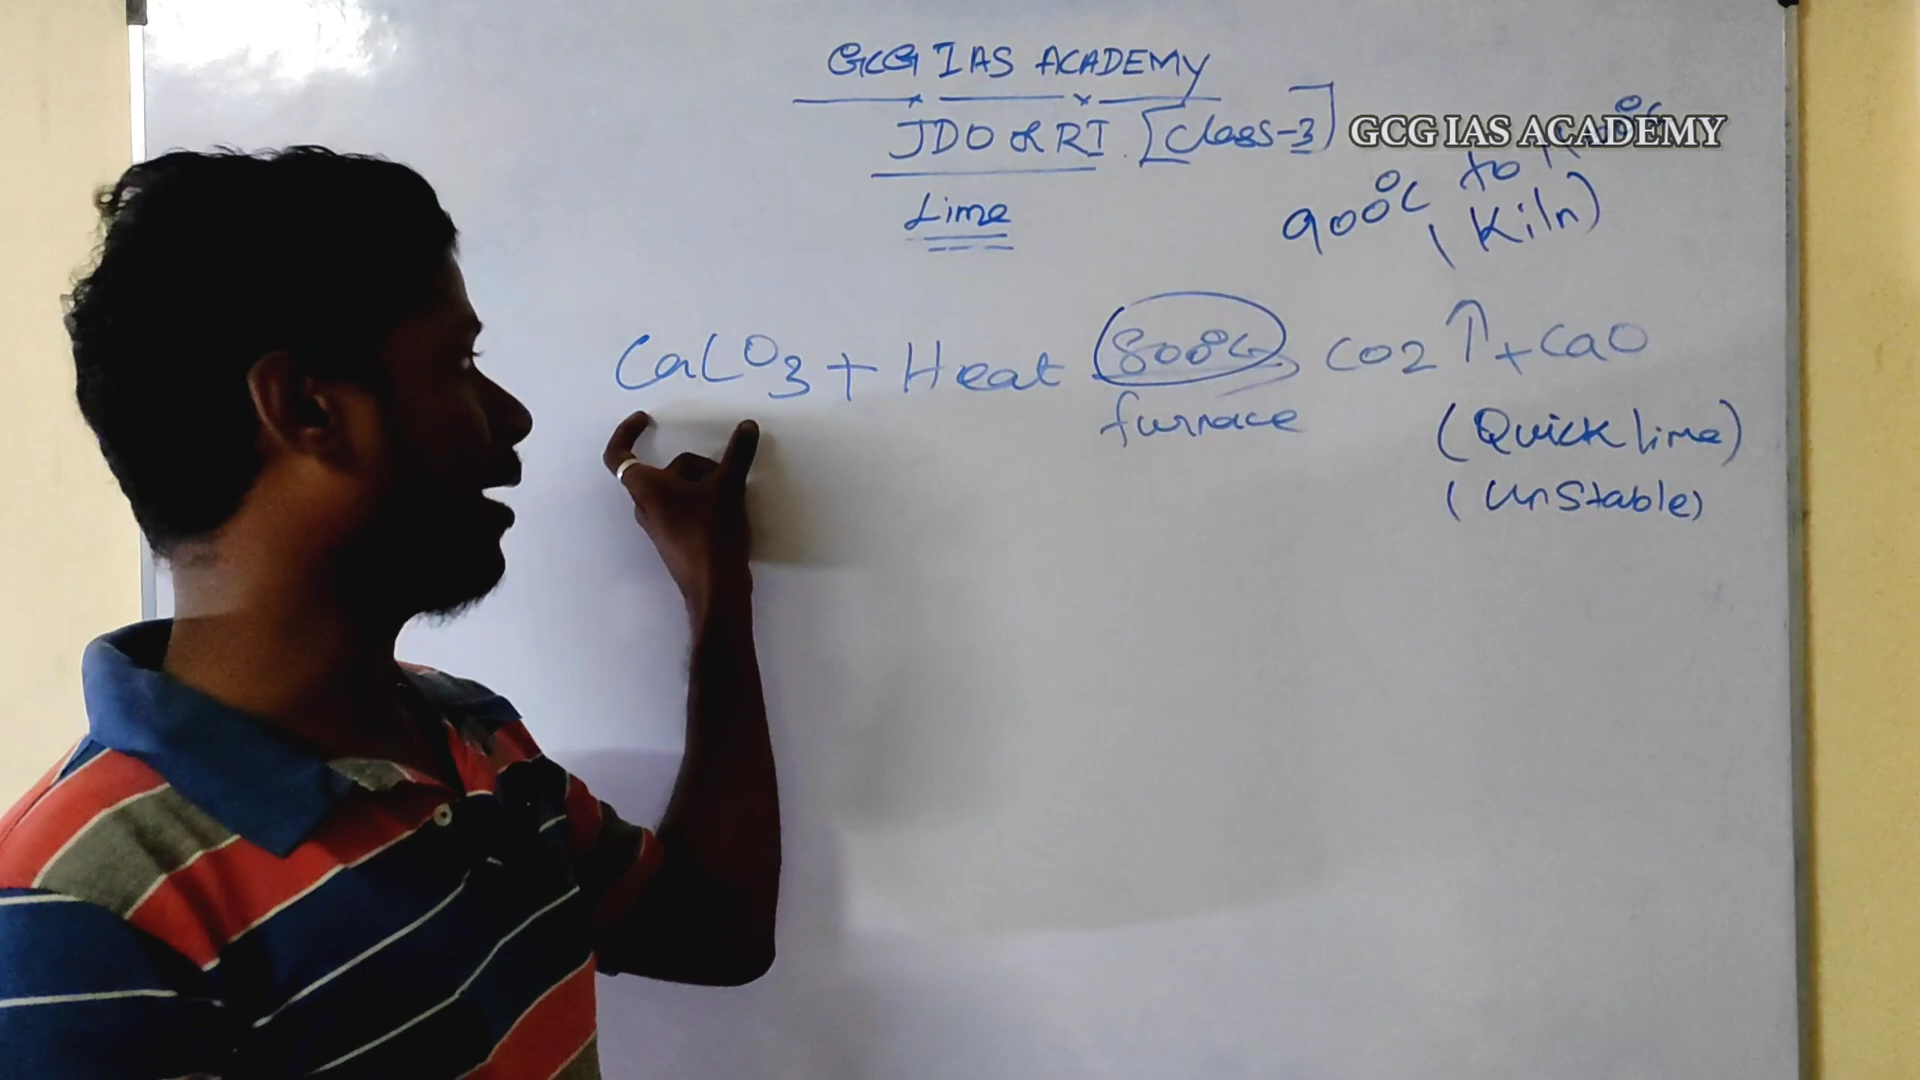 GCG IAS ACADEMY
JDO & RI [Class-3]
GCG IAS ACADEMY
900°C to
(Kiln)
Lime
CaCO3 + Heat (800°C) CO2 ↑ + CaO
furnace
(Quick lime)
(Unstable)